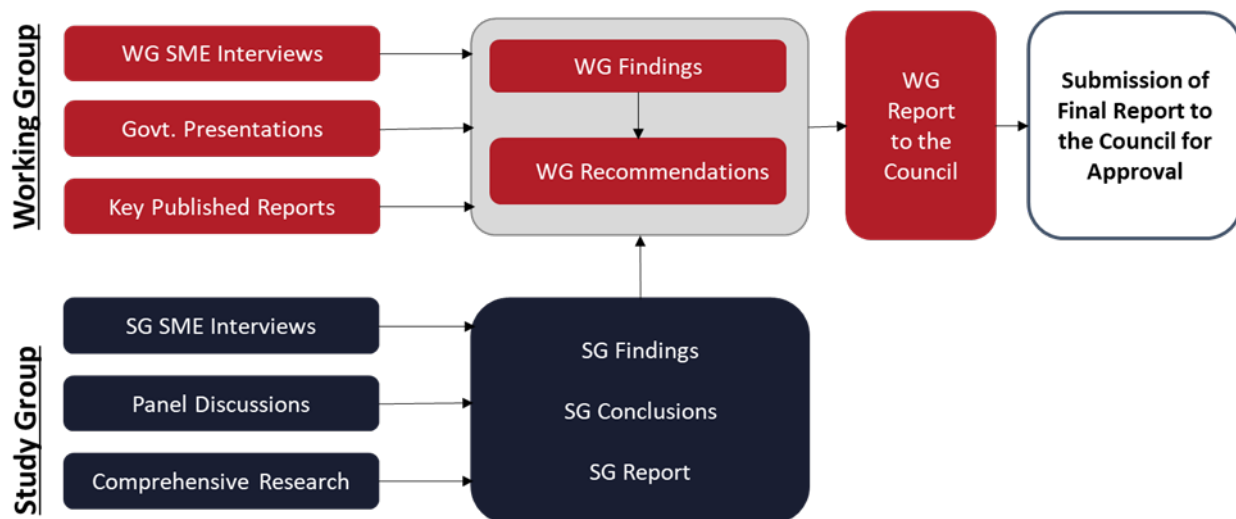 Working Group
WG SME Interviews
Govt. Presentations
Key Published Reports
WG Findings
WG Recommendations
WG
Report
to the
Council
Submission of
Final Report to
the Council for
Approval
Study Group
SG SME Interviews
Panel Discussions
Comprehensive Research
SG Findings
SG Conclusions
SG Report